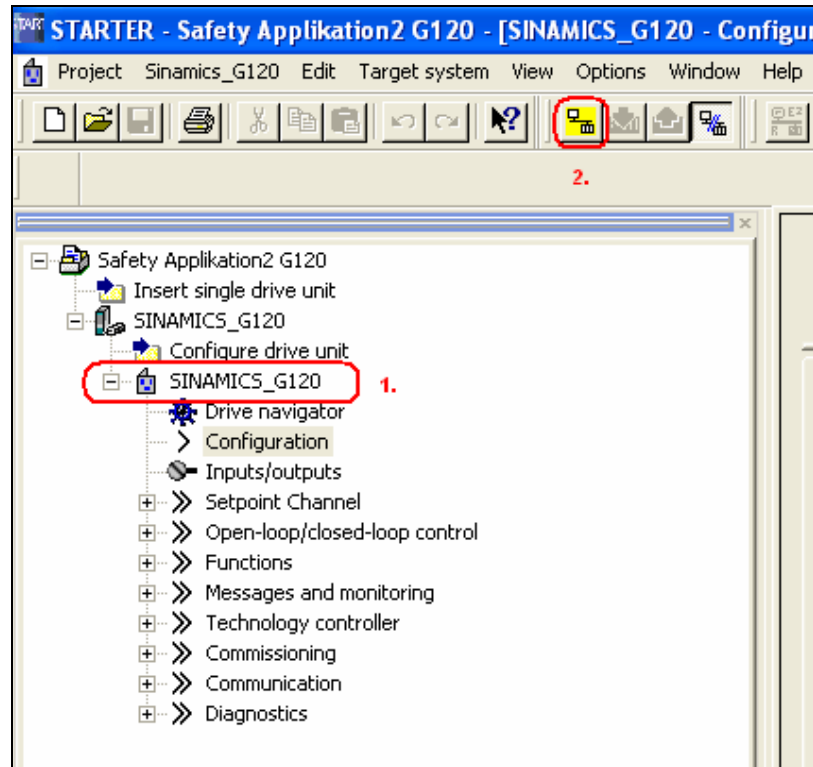 STARTER - Safety Applikation2 G120 - [SINAMICS_G120 - Configur
Project Sinamics_G120 Edit Target system View Options Window Help
2.
Safety Applikation2 G120
Insert single drive unit
SINAMICS_G120
Configure drive unit
SINAMICS_G120 1.
Drive navigator
Configuration
Inputs/outputs
Setpoint Channel
Open-loop/closed-loop control
Functions
Messages and monitoring
Technology controller
Commissioning
Communication
Diagnostics